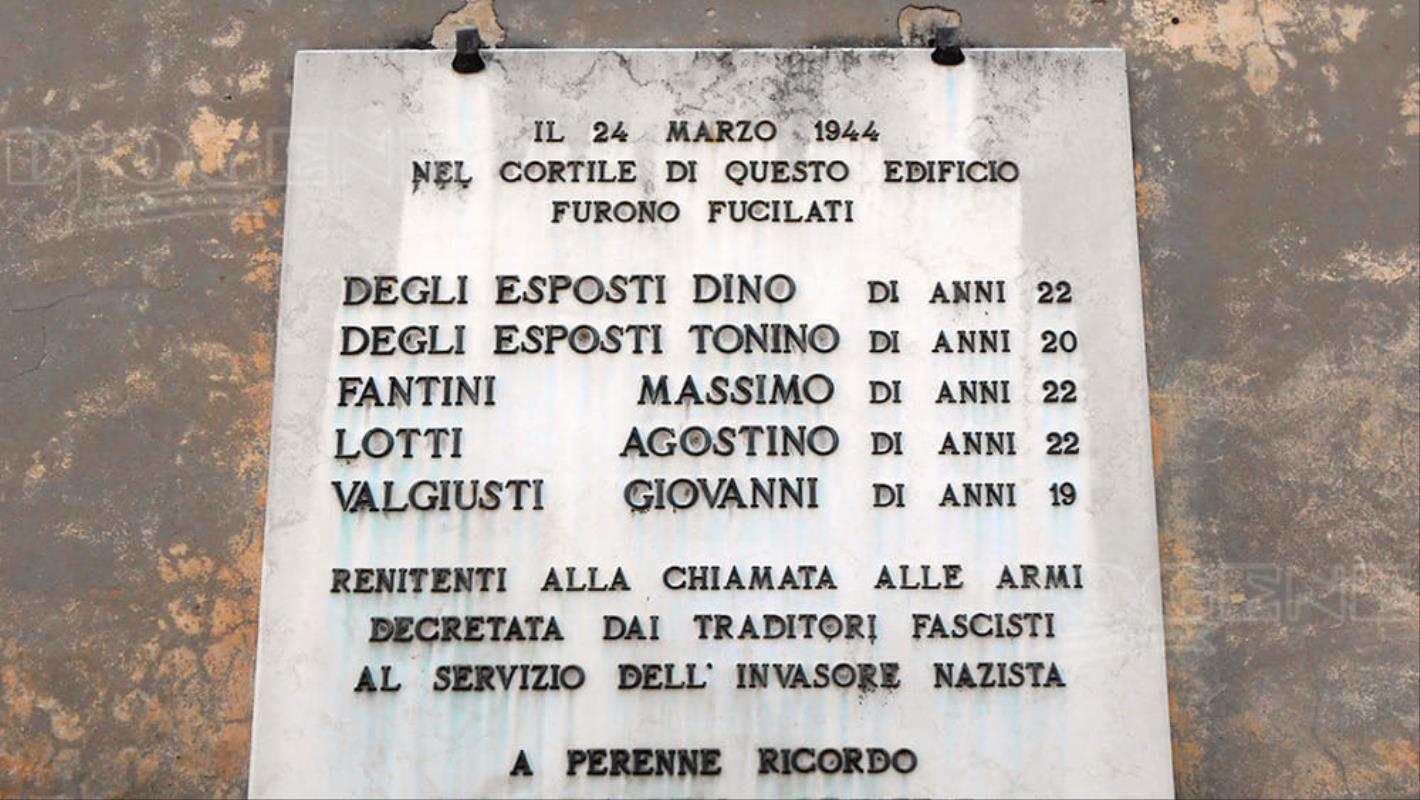 IL 24 MARZO 1944
NEL CORTILE DI QUESTO EDIFICIO
FURONO FUCILATI
DEGLI ESPOSTI DINO DI ANNI 22
DEGLI ESPOSTI TONINO DI ANNI 20
FANTINI MASSIMO DI ANNI 22
LOTTI AGOSTINO DI ANNI 22
VALGIUSTI GIOVANNI DI ANNI 19
RENITENTI ALLA CHIAMATA ALLE ARMI
DECRETATA DAI TRADITORI FASCISTI
AL SERVIZIO DELL' INVASORE NAZISTA
A PERENNE RICORDO